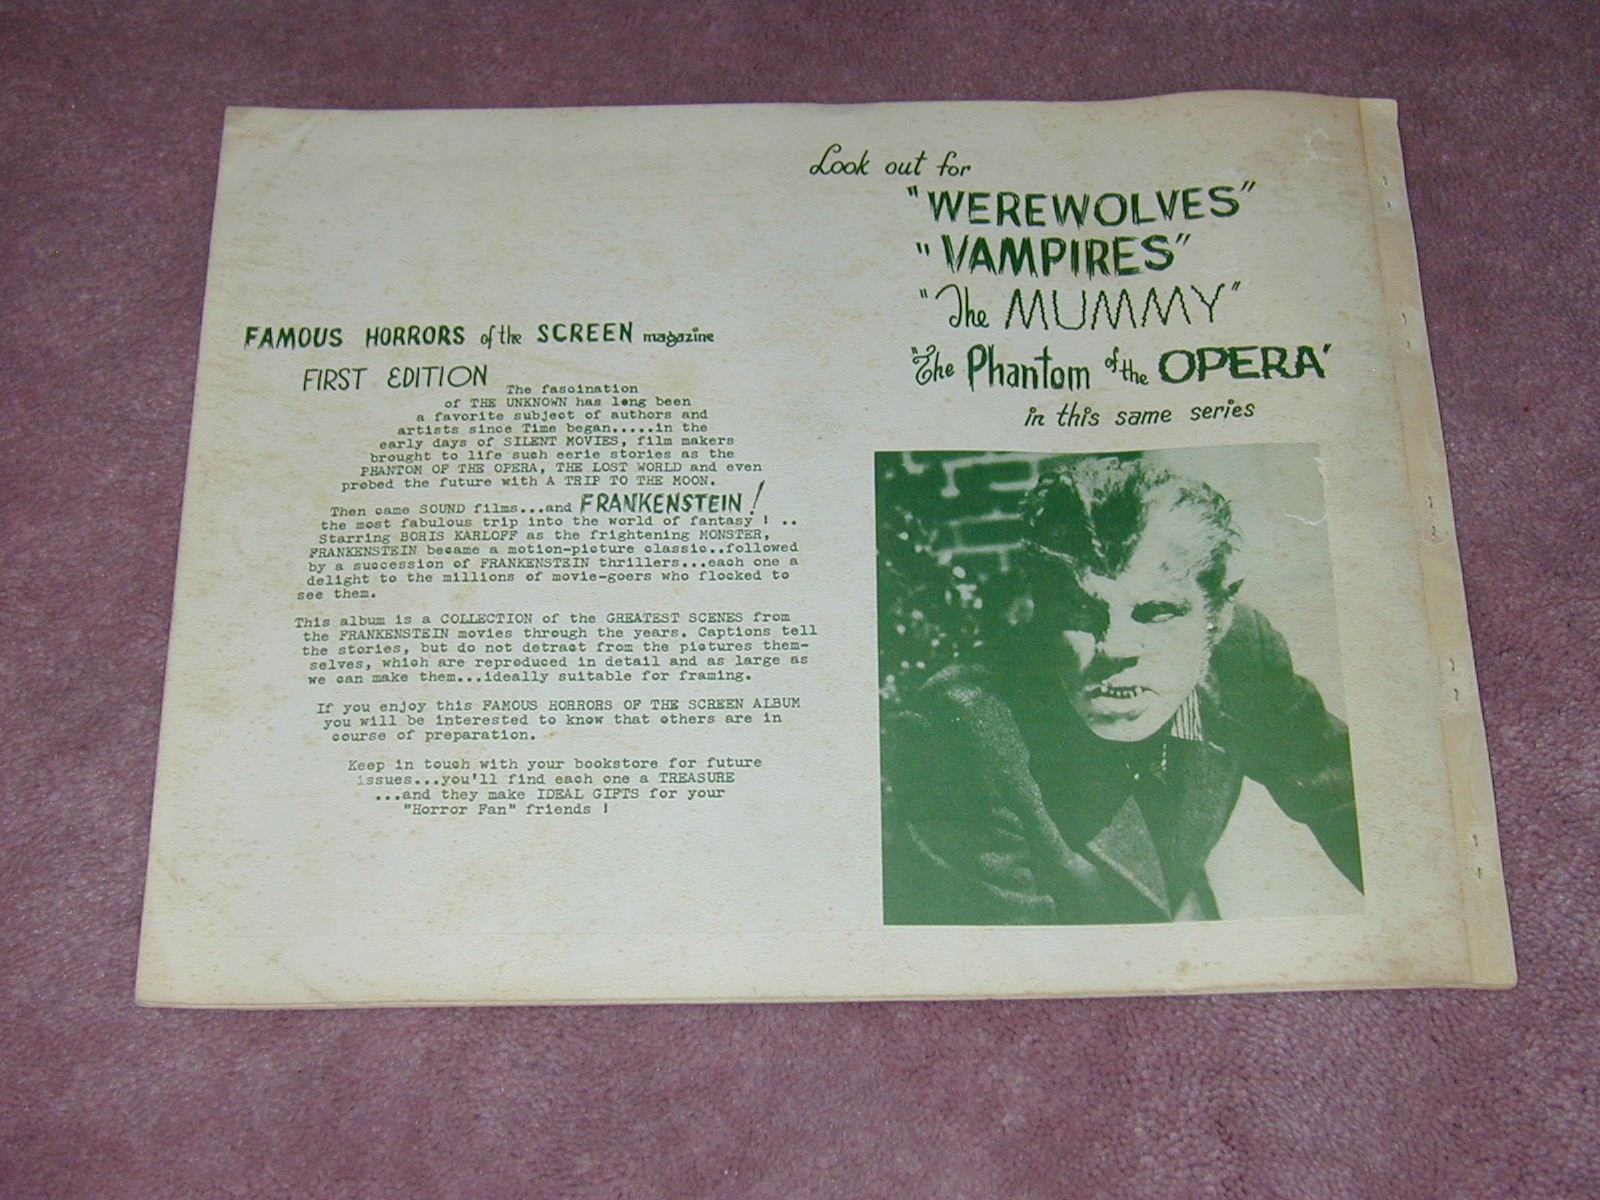 Look out for
"WEREWOLVES"
"VAMPIRES"
"The MUMMY"
"The Phantom of the OPERA"
in this same series
FAMOUS HORRORS of the SCREEN magazine
FIRST EDITION
The fascination
of THE UNKNOWN has long been
a favorite subject of authors and
artists since Time began.....in the
early days of SILENT MOVIES, film makers
brought to life such eerie stories as the
PHANTOM OF THE OPERA, THE LOST WORLD and even
probed the future with A TRIP TO THE MOON.
Then came SOUND films...and FRANKENSTEIN!
the most fabulous trip into the world of fantasy ! ..
Starring BORIS KARLOFF as the frightening MONSTER,
FRANKENSTEIN became a motion-picture classic..followed
by a succession of FRANKENSTEIN thrillers...each one a
delight to the millions of movie-goers who flocked to
see them.
This album is a COLLECTION of the GREATEST SCENES from
the FRANKENSTEIN movies through the years. Captions tell
the stories, but do not detract from the pictures them-
selves, which are reproduced in detail and as large as
we can make them...ideally suitable for framing.
If you enjoy this FAMOUS HORRORS OF THE SCREEN ALBUM
you will be interested to know that others are in
course of preparation.
Keep in touch with your bookstore for future
issues...you'll find each one a TREASURE
...and they make IDEAL GIFTS for your
"Horror Fan" friends !